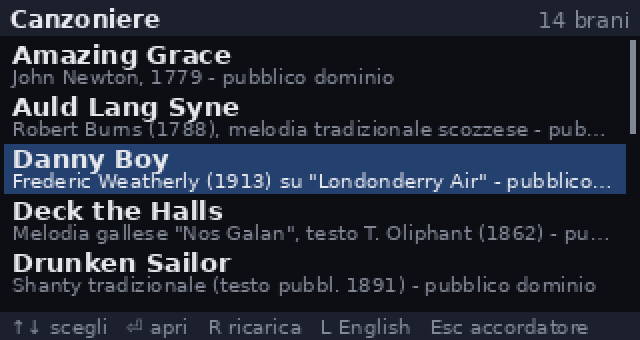 Canzoniere
14 brani
Amazing Grace
John Newton, 1779 - pubblico dominio
Auld Lang Syne
Robert Burns (1788), melodia tradizionale scozzese - pub...
Danny Boy
Frederic Weatherly (1913) su "Londonderry Air" - pubblico...
Deck the Halls
Melodia gallese "Nos Galan", testo T. Oliphant (1862) - pu...
Drunken Sailor
Shanty tradizionale (testo pubbl. 1891) - pubblico dominio
↑↓ scegli ⏎ apri R ricarica L English Esc accordatore